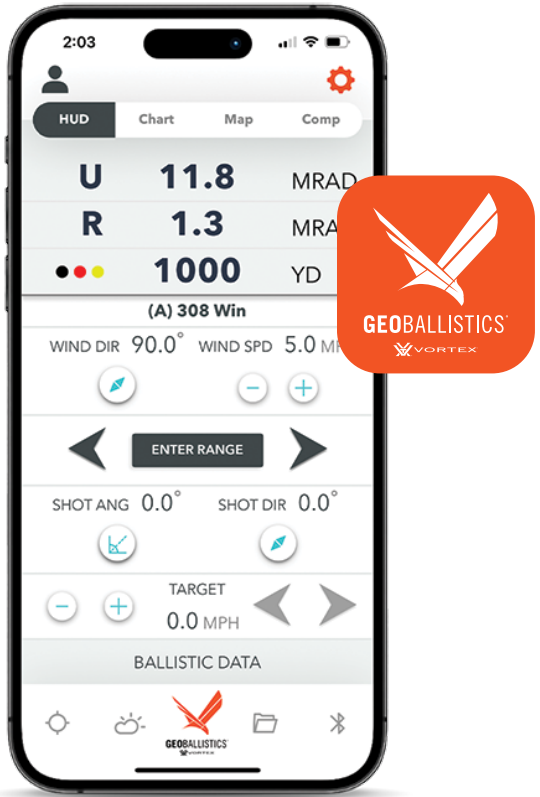 2:03
HUD Chart Map Comp
U 11.8 MRAD
R 1.3 MRA
1000 YD
(A) 308 Win
WIND DIR 90.0° WIND SPD 5.0 M
ENTER RANGE
SHOT ANG 0.0° SHOT DIR 0.0°
TARGET
0.0 MPH
BALLISTIC DATA
GEOBALLISTICS
VORTEX
GEOBALLISTICS
VORTEX